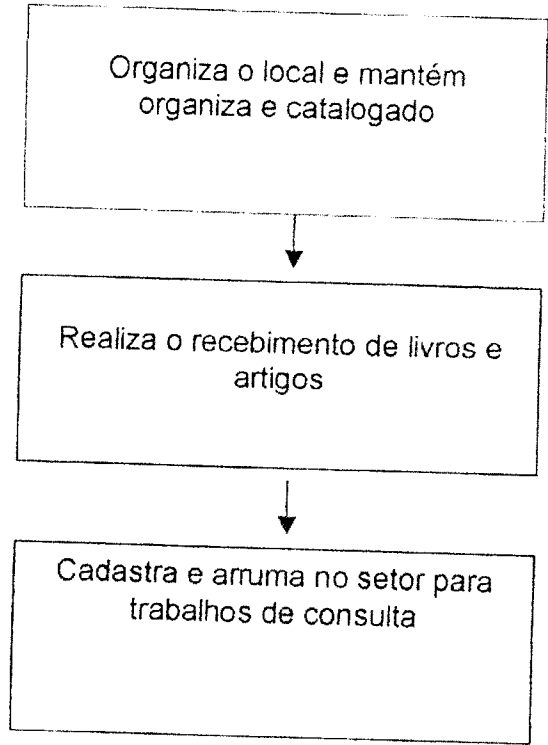 Organiza o local e mantém
organiza e catalogado
Realiza o recebimento de livros e
artigos
Cadastra e arruma no setor para
trabalhos de consulta